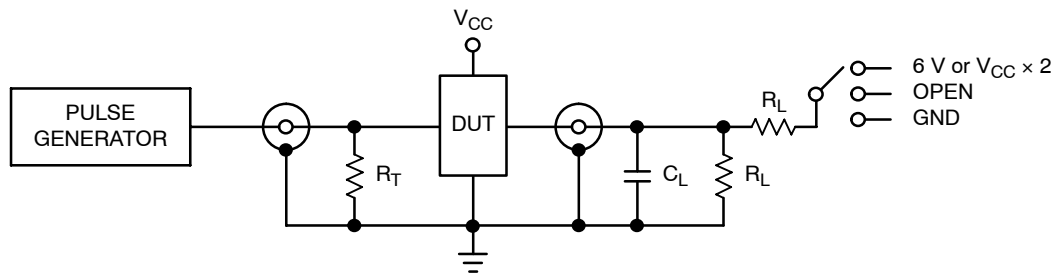 V_CC
6 V or V_CC × 2
PULSE
GENERATOR
R_L
OPEN
DUT
GND
R_T
C_L
R_L